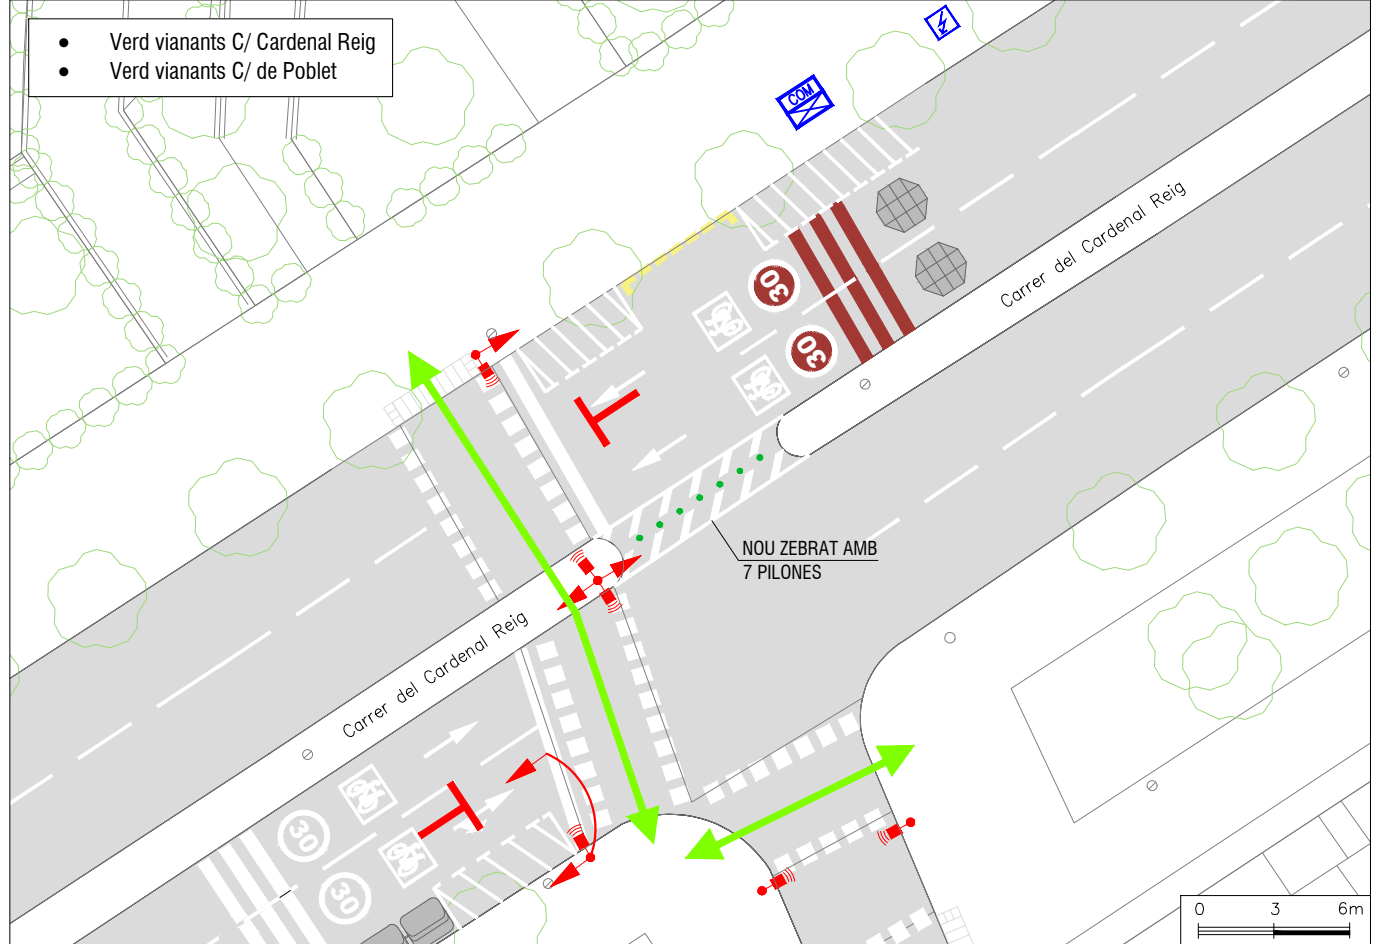 Verd vianants C/ Cardenal Reig
Verd vianants C/ de Poblet
COM
Carrer del Cardenal Reig
30
30
NOU ZEBRAT AMB
7 PILONES
Carrer del Cardenal Reig
30
30
0 3 6m